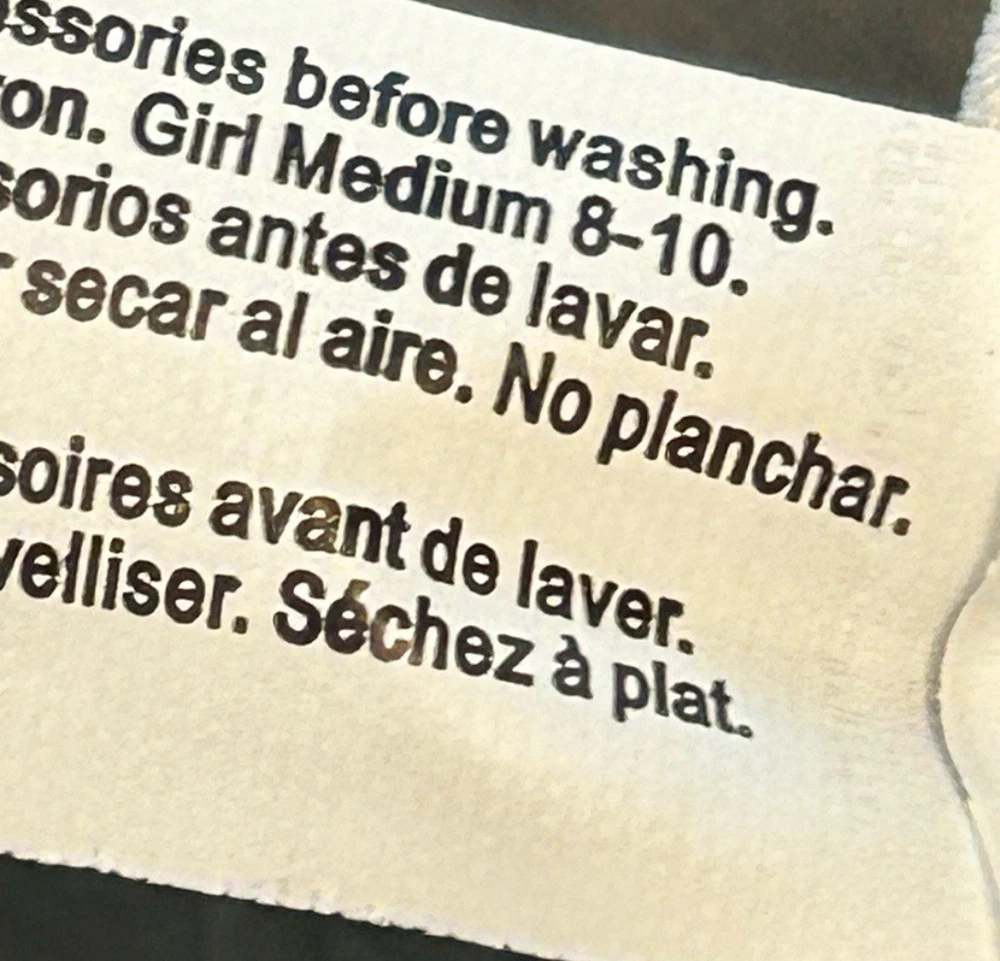 ssories before washing.
on. Girl Medium 8-10.
sorios antes de lavar.
r secar al aire. No planchar.
soires avant de laver.
velliser. Séchez à plat.